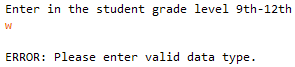 Enter in the student grade level 9th-12th
w
ERROR: Please enter valid data type.